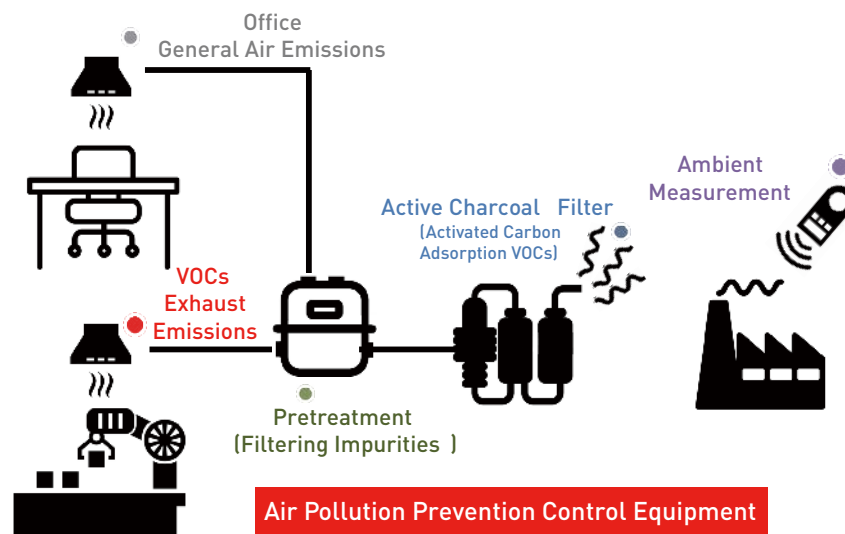 Office
General Air Emissions
Ambient
Measurement
Active Charcoal Filter
(Activated Carbon
Adsorption VOCs)
VOCs
Exhaust
Emissions
Pretreatment
(Filtering Impurities )
Air Pollution Prevention Control Equipment